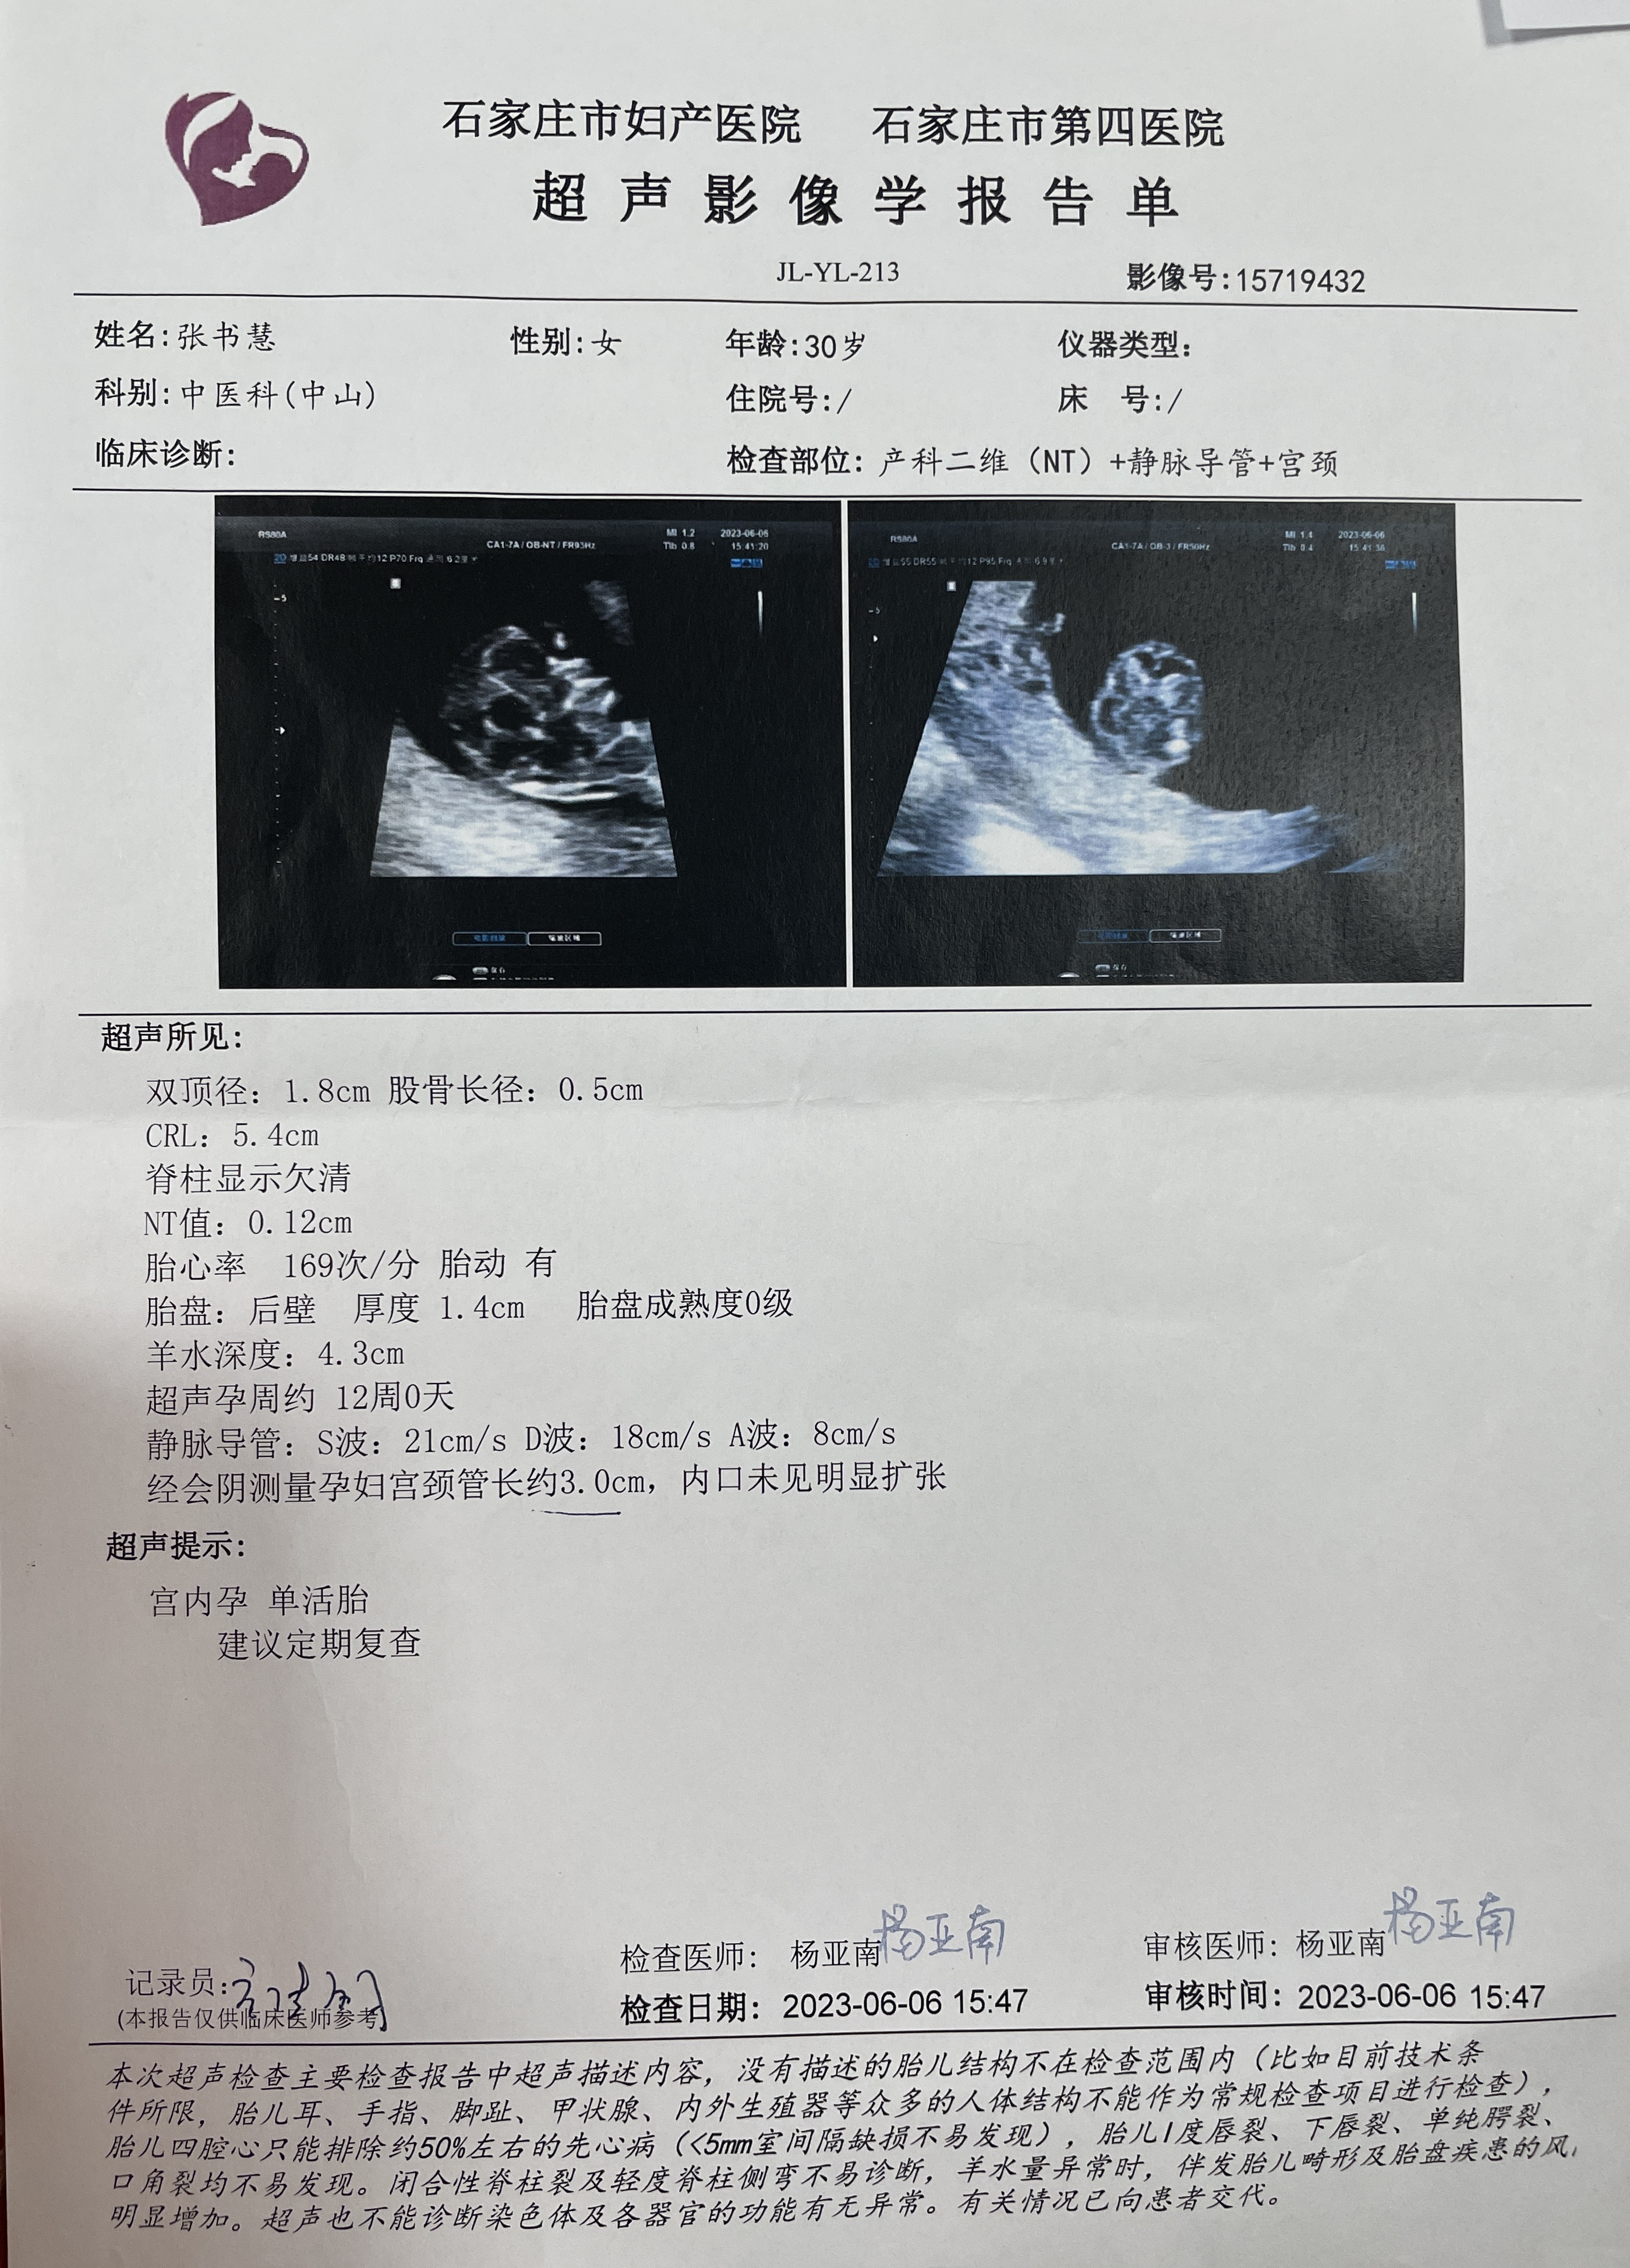 石家庄市妇产医院 石家庄市第四医院
超声影像学报告单
JL-YL-213 影像号:15719432
姓名:张书慧 性别:女 年龄:30岁 仪器类型:
科别:中医科(中山) 住院号:/ 床 号:/
临床诊断: 检查部位: 产科二维（NT）+静脉导管+宫颈
RS80A CA1-7A / OB-NT / FR93Hz MI 1.2 2023-06-06
TIb 0.8 15:41:20
RS80A CA1-7A / OB-3 / FR50Hz MI 1.4 2023-06-06
TIb 0.4
超声所见:
双顶径: 1.8cm 股骨长径: 0.5cm
CRL: 5.4cm
脊柱显示欠清
NT值: 0.12cm
胎心率 169次/分 胎动 有
胎盘: 后壁 厚度 1.4cm 胎盘成熟度0级
羊水深度: 4.3cm
超声孕周约 12周0天
静脉导管: S波: 21cm/s D波: 18cm/s A波: 8cm/s
经会阴测量孕妇宫颈管长约3.0cm, 内口未见明显扩张
超声提示:
宫内孕 单活胎
建议定期复查
记录员: 检查医师: 杨亚南 杨亚南 审核医师: 杨亚南 杨亚南
(本报告仅供临床医师参考) 检查日期: 2023-06-06 15:47 审核时间: 2023-06-06 15:47
本次超声检查主要检查报告中超声描述内容，没有描述的胎儿结构不在检查范围内（比如目前技术条
件所限，胎儿耳、手指、脚趾、甲状腺、内外生殖器等众多的人体结构不能作为常规检查项目进行检查），
胎儿四腔心只能排除约50%左右的先心病（<5mm室间隔缺损不易发现），胎儿I度唇裂、下唇裂、单纯腭裂、
口角裂均不易发现。闭合性脊柱裂及轻度脊柱侧弯不易诊断，羊水量异常时，伴发胎儿畸形及胎盘疾患的风
明显增加。超声也不能诊断染色体及各器官的功能有无异常。有关情况已向患者交代。